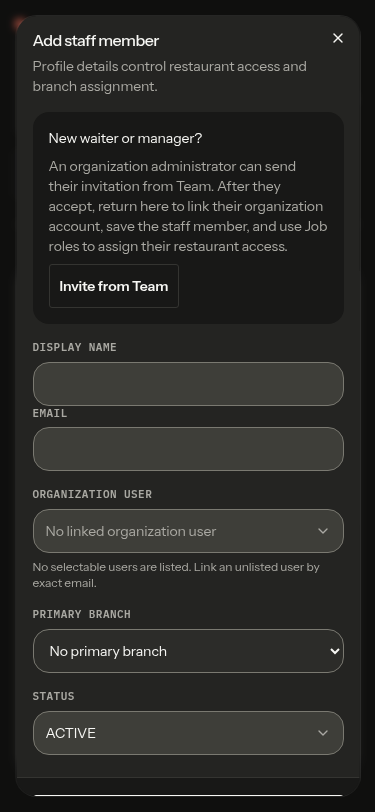 Add staff member
Profile details control restaurant access and
branch assignment.
New waiter or manager?
An organization administrator can send
their invitation from Team. After they
accept, return here to link their organization
account, save the staff member, and use Job
roles to assign their restaurant access.
Invite from Team
DISPLAY NAME
EMAIL
ORGANIZATION USER
No linked organization user
No selectable users are listed. Link an unlisted user by
exact email.
PRIMARY BRANCH
No primary branch
STATUS
ACTIVE